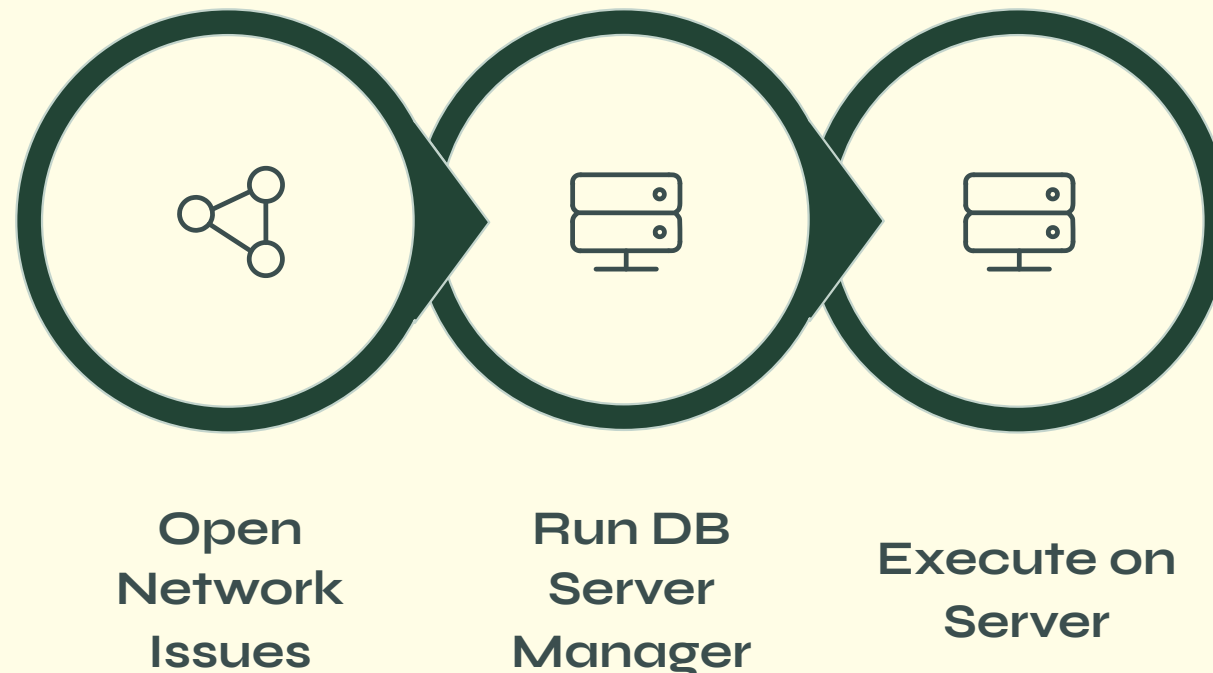 Open
Network
Issues
Run DB
Server
Manager
Execute on
Server